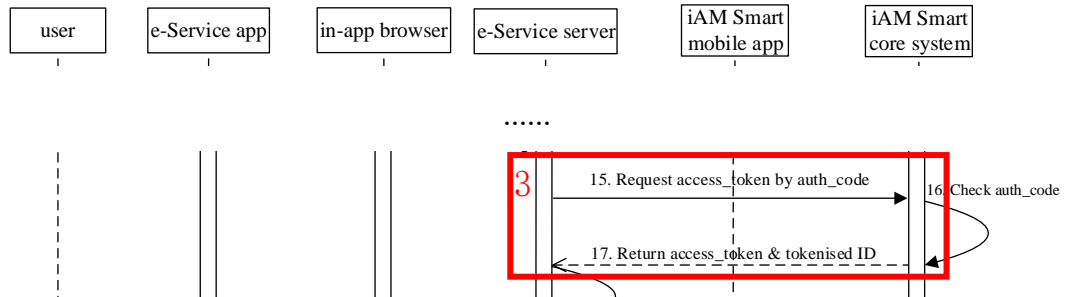 user
e-Service app
in-app browser
e-Service server
iAM Smart
mobile app
iAM Smart
core system
......
3
15. Request access_token by auth_code
16. Check auth_code
17. Return access_token & tokenised ID